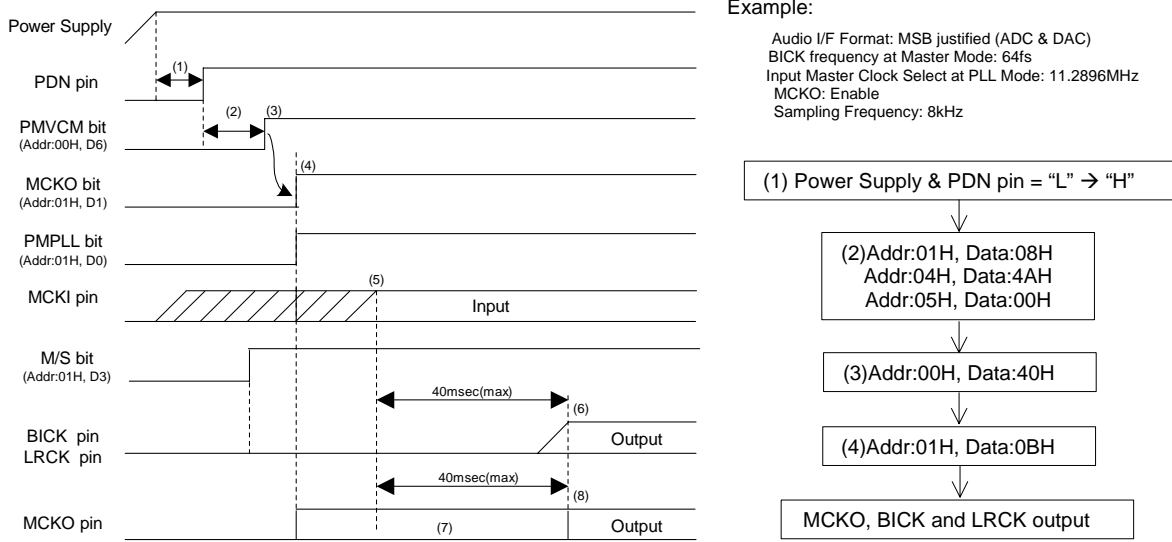 Power Supply
(1)
PDN pin
(2)
(3)
PMVCM bit
(Addr:00H, D6)
(4)
MCKO bit
(Addr:01H, D1)
PMPLL bit
(Addr:01H, D0)
(5)
MCKI pin
Input
M/S bit
(Addr:01H, D3)
40msec(max)
(6)
BICK pin
LRCK pin
Output
40msec(max)
(8)
MCKO pin
(7)
Output
Example:
Audio I/F Format: MSB justified (ADC & DAC)
BICK frequency at Master Mode: 64fs
Input Master Clock Select at PLL Mode: 11.2896MHz
MCKO: Enable
Sampling Frequency: 8kHz
(1) Power Supply & PDN pin = “L” → “H”
(2)Addr:01H, Data:08H
Addr:04H, Data:4AH
Addr:05H, Data:00H
(3)Addr:00H, Data:40H
(4)Addr:01H, Data:0BH
MCKO, BICK and LRCK output